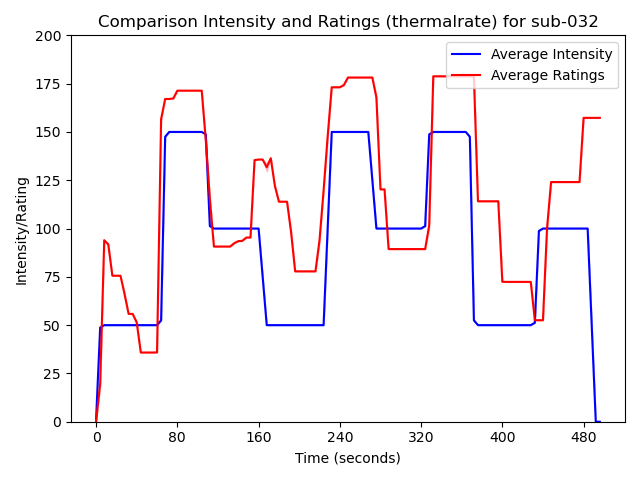 Comparison Intensity and Ratings (thermalrate) for sub-032
Average Intensity
Average Ratings
Intensity/Rating
200
175
150
125
100
75
50
25
0
0 80 160 240 320 400 480
Time (seconds)